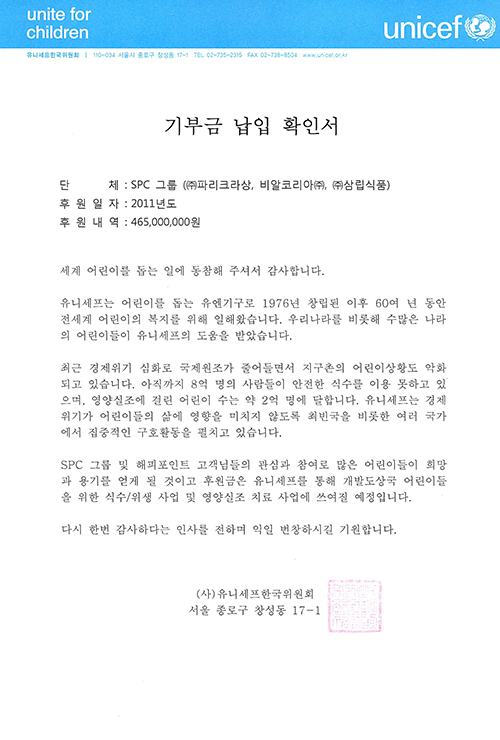 unite for
children
unicef
유니세프한국위원회 | 110-034 서울시 종로구 창성동 17-1 TEL 02-735-2315 FAX 02-738-8504 www.unicef.or.kr
기부금 납입 확인서
단 체 : SPC 그룹 (㈜파리크라상, 비알코리아㈜, ㈜삼립식품)
후 원 일 자 : 2011년도
후 원 내 역 : 465,000,000원
세계 어린이를 돕는 일에 동참해 주셔서 감사합니다.
유니세프는 어린이를 돕는 유엔기구로 1976년 창립된 이후 60여 년 동안
전세계 어린이의 복지를 위해 일해왔습니다. 우리나라를 비롯해 수많은 나라
의 어린이들이 유니세프의 도움을 받았습니다.
최근 경제위기 심화로 국제원조가 줄어들면서 지구촌의 어린이상황도 악화
되고 있습니다. 아직까지 8억 명의 사람들이 안전한 식수를 이용 못하고 있
으며, 영양실조에 걸린 어린이 수는 약 2억 명에 달합니다. 유니세프는 경제
위기가 어린이들의 삶에 영향을 미치지 않도록 최빈국을 비롯한 여러 국가
에서 집중적인 구호활동을 펼치고 있습니다.
SPC 그룹 및 해피포인트 고객님들의 관심과 참여로 많은 어린이들이 희망
과 용기를 얻게 될 것이고 후원금은 유니세프를 통해 개발도상국 어린이들
을 위한 식수/위생 사업 및 영양실조 치료 사업에 쓰여질 예정입니다.
다시 한번 감사하다는 인사를 전하며 익일 번창하시길 기원합니다.
(사)유니세프한국위원회
서울 종로구 창성동 17-1